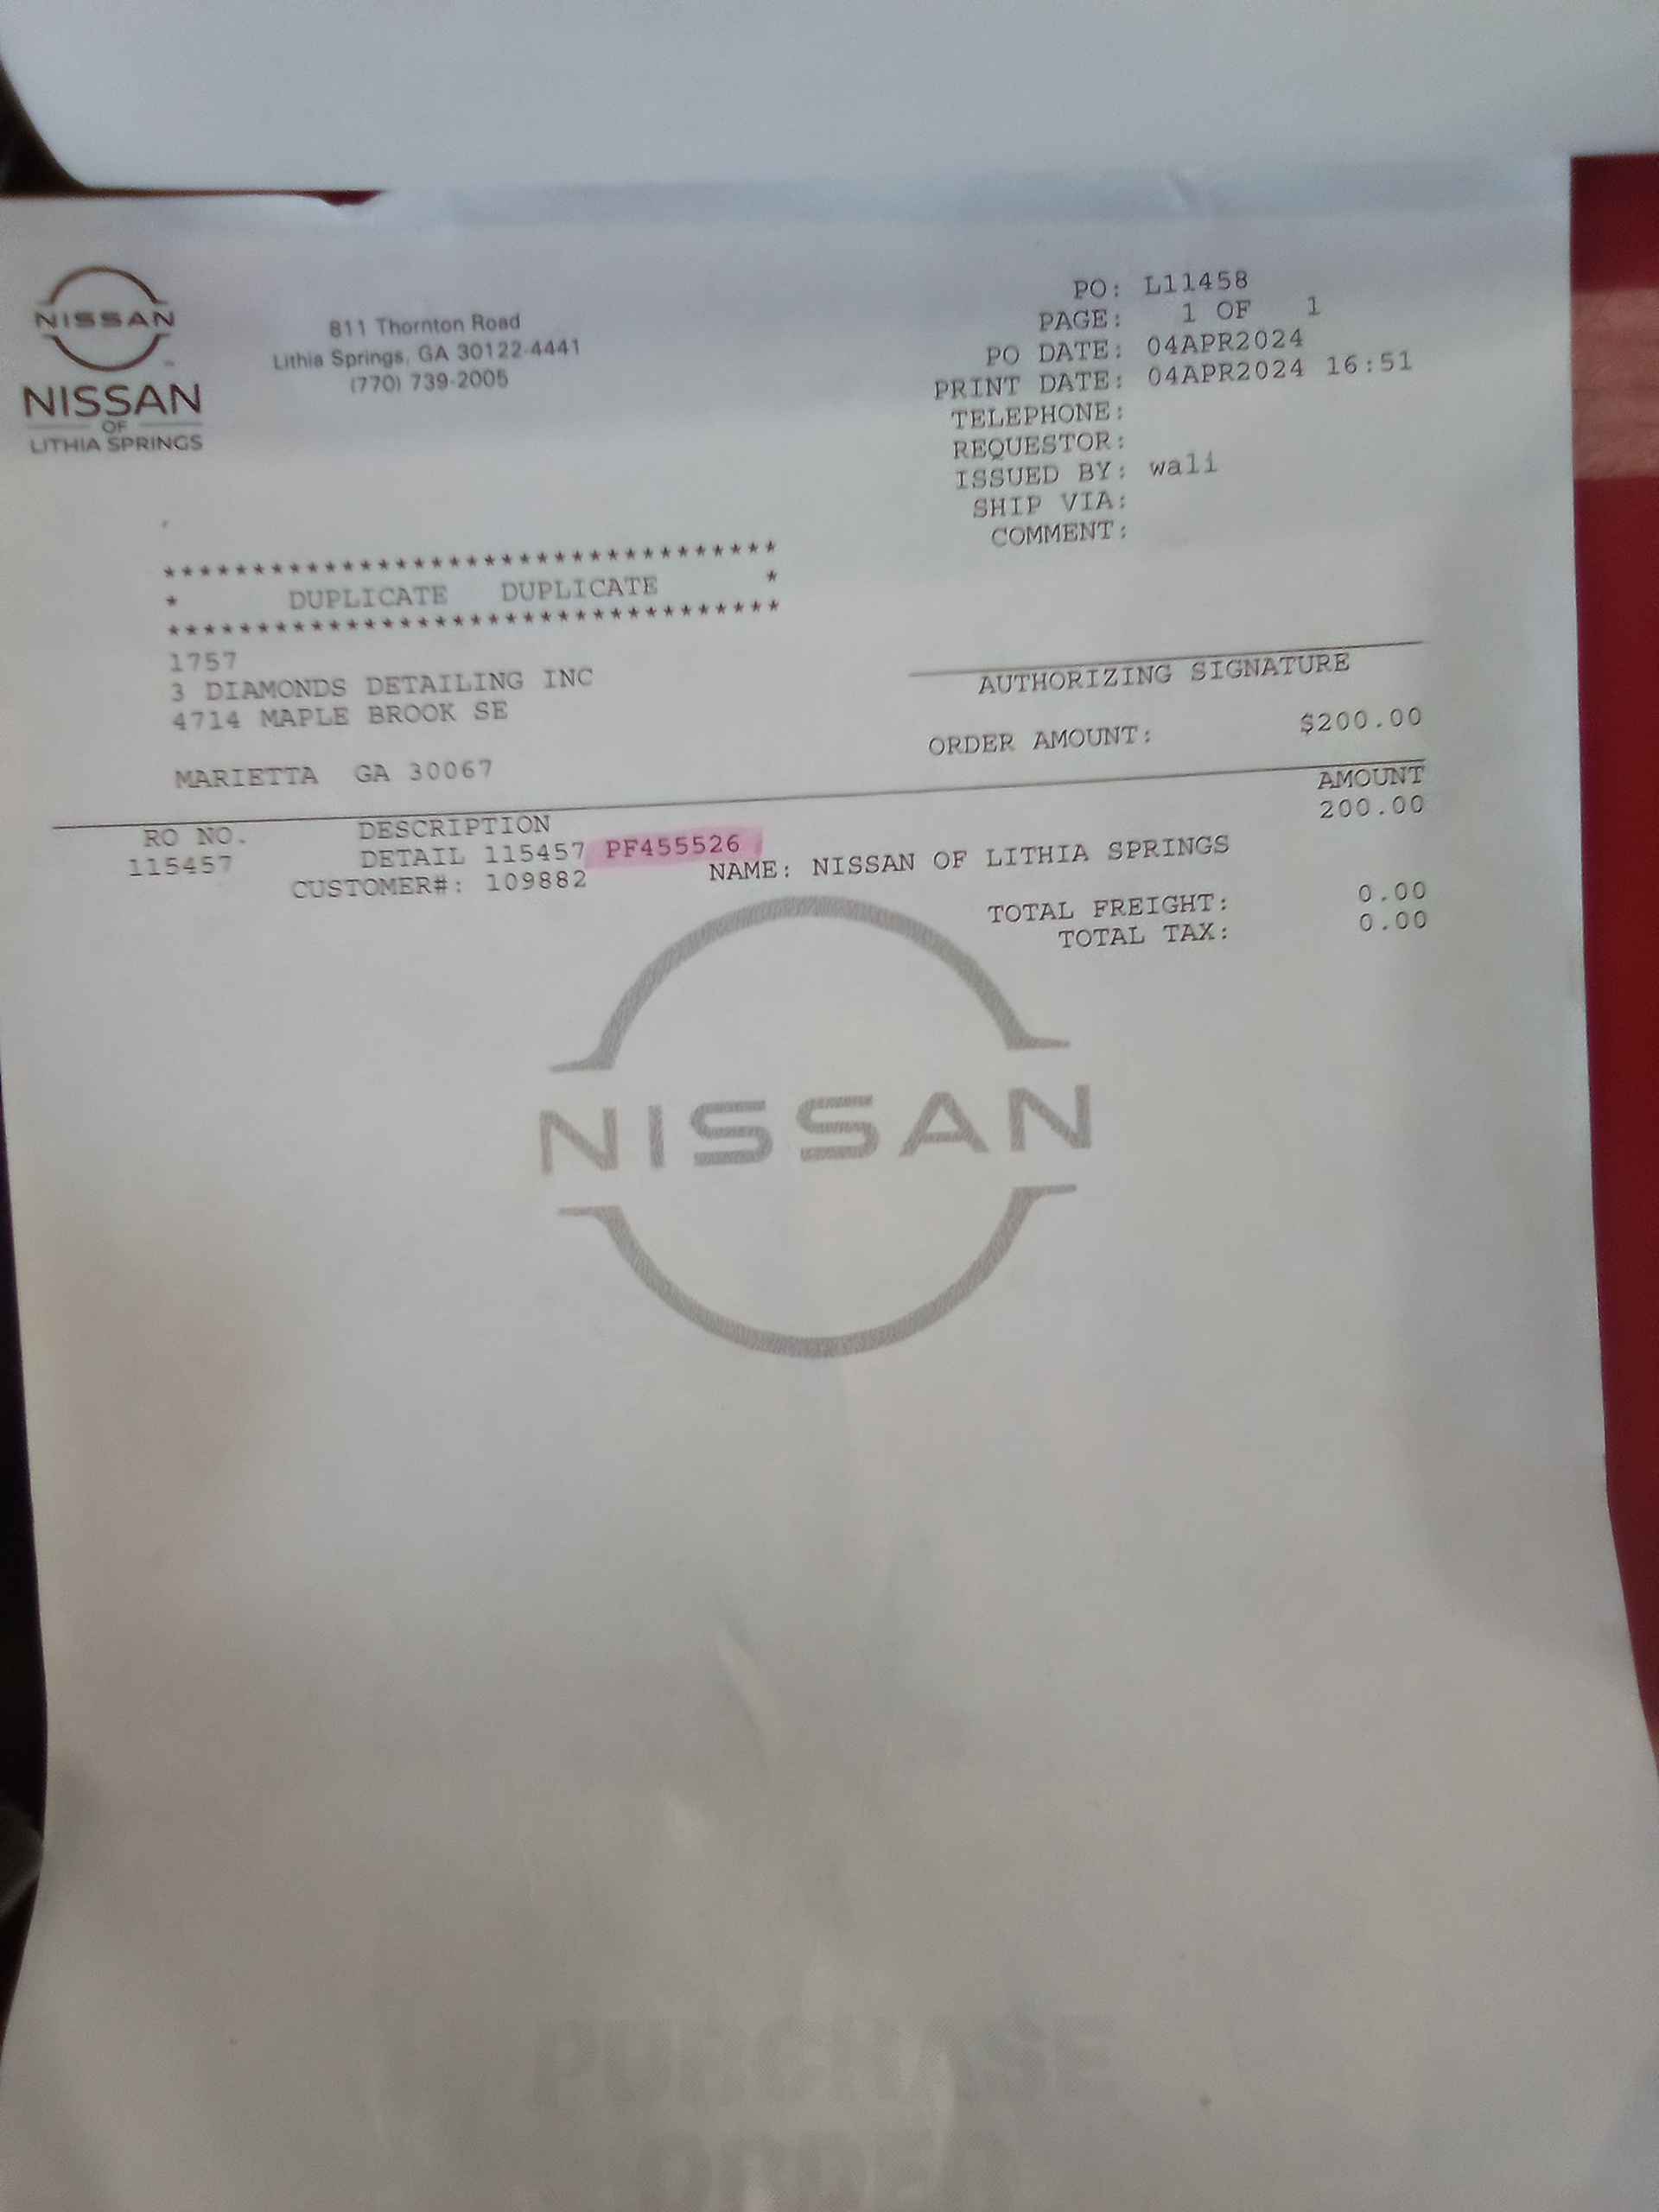 NISSAN
NISSAN
OF
LITHIA SPRINGS
811 Thornton Road
Lithia Springs, GA 30122-4441
(770) 739-2005
PO: L11458
PAGE: 1 OF 1
PO DATE: 04APR2024
PRINT DATE: 04APR2024 16:51
TELEPHONE:
REQUESTOR:
ISSUED BY: wali
SHIP VIA:
COMMENT:
***********************************
* DUPLICATE DUPLICATE *
***********************************
1757
3 DIAMONDS DETAILING INC
4714 MAPLE BROOK SE
MARIETTA GA 30067
AUTHORIZING SIGNATURE
ORDER AMOUNT: $200.00
RO NO. DESCRIPTION AMOUNT
115457 DETAIL 115457 PF455526 200.00
CUSTOMER#: 109882 NAME: NISSAN OF LITHIA SPRINGS
TOTAL FREIGHT: 0.00
TOTAL TAX: 0.00
NISSAN
PURCHASE
ORDER